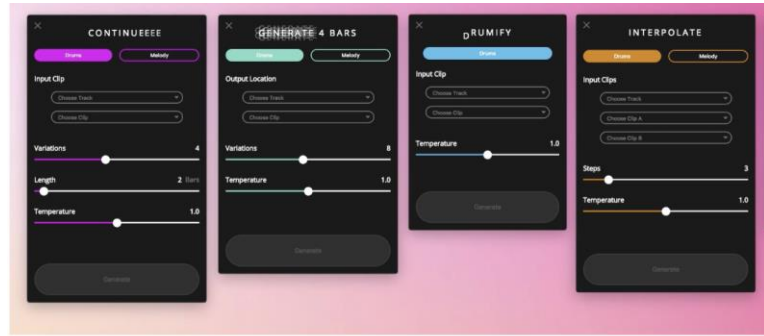 CONTINUEEEE
Drums Melody
Input Clip
Choose Track
Choose Clip
Variations 4
Length 2 Bars
Temperature 1.0
Generate
GENERATE 4 BARS
Drums Melody
Output Location
Choose Track
Choose Clip
Variations 8
Temperature 1.0
Generate
DRUMIFY
Drums
Input Clip
Choose Track
Choose Clip
Temperature 1.0
Generate
INTERPOLATE
Drums Melody
Input Clips
Choose Track
Choose Clip A
Choose Clip B
Steps 3
Temperature 1.0
Generate